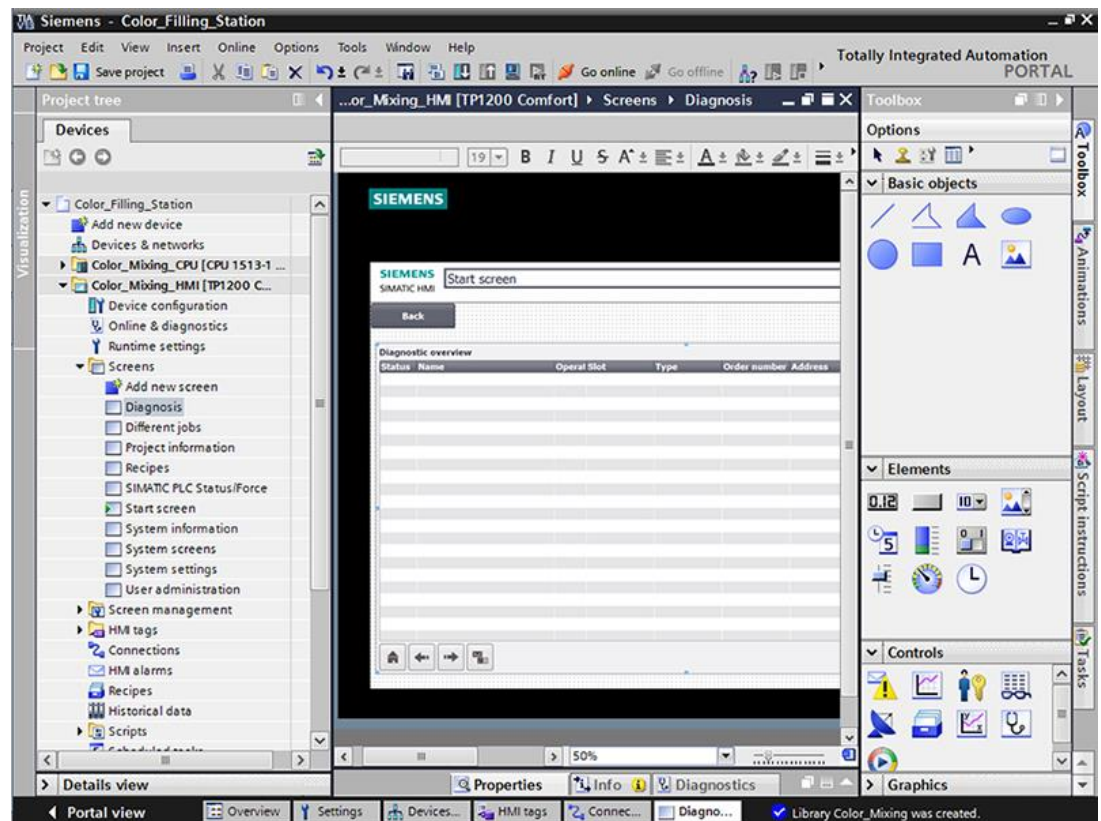 Siemens - Color_Filling_Station
Project Edit View Insert Online Options Tools Window Help
Totally Integrated Automation
PORTAL
Save project
Go online
Go offline
Project tree
...or_Mixing_HMI [TP1200 Comfort] Screens Diagnosis
Toolbox
Devices
Options
19
B I U S A
A
Visualization
Color_Filling_Station
Add new device
Devices & networks
Color_Mixing_CPU [CPU 1513-1 ...
Color_Mixing_HMI [TP1200 C...
Device configuration
Online & diagnostics
Runtime settings
Screens
Add new screen
Diagnosis
Different jobs
Project information
Recipes
SIMATIC PLC Status/Force
Start screen
System information
System screens
System settings
User administration
Screen management
HMI tags
Connections
HMI alarms
Recipes
Historical data
Scripts
Details view
SIEMENS
SIEMENS
SIMATIC HMI
Start screen
Back
Diagnostic overview
Status Name Operat Slot Type Order number Address
50%
Properties Info Diagnostics
Basic objects
A
Elements
0.12
10
5
0 1
Controls
Graphics
Toolbox
Animations
Layout
Script instructions
Tasks
Portal view
Overview
Settings
Devices...
HMI tags
Connec...
Diagno...
Library Color_Mixing was created.